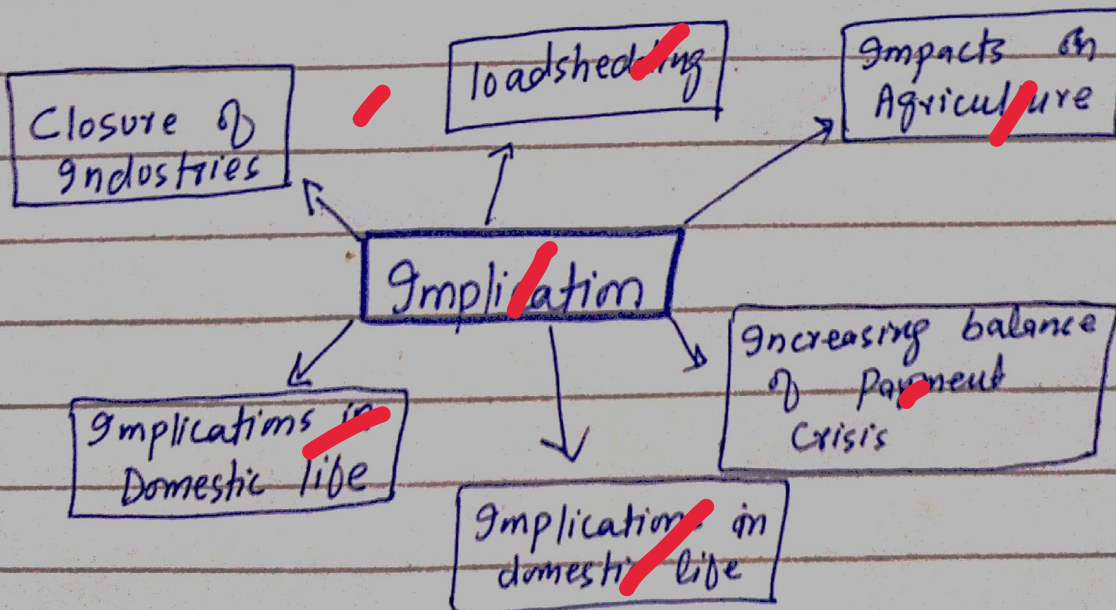 loadshedding
Impacts on
Agriculture
Closure of
Industries
Implication
Increasing balance
of Payment
Crisis
Implications in
Domestic life
Implications in
domestic life